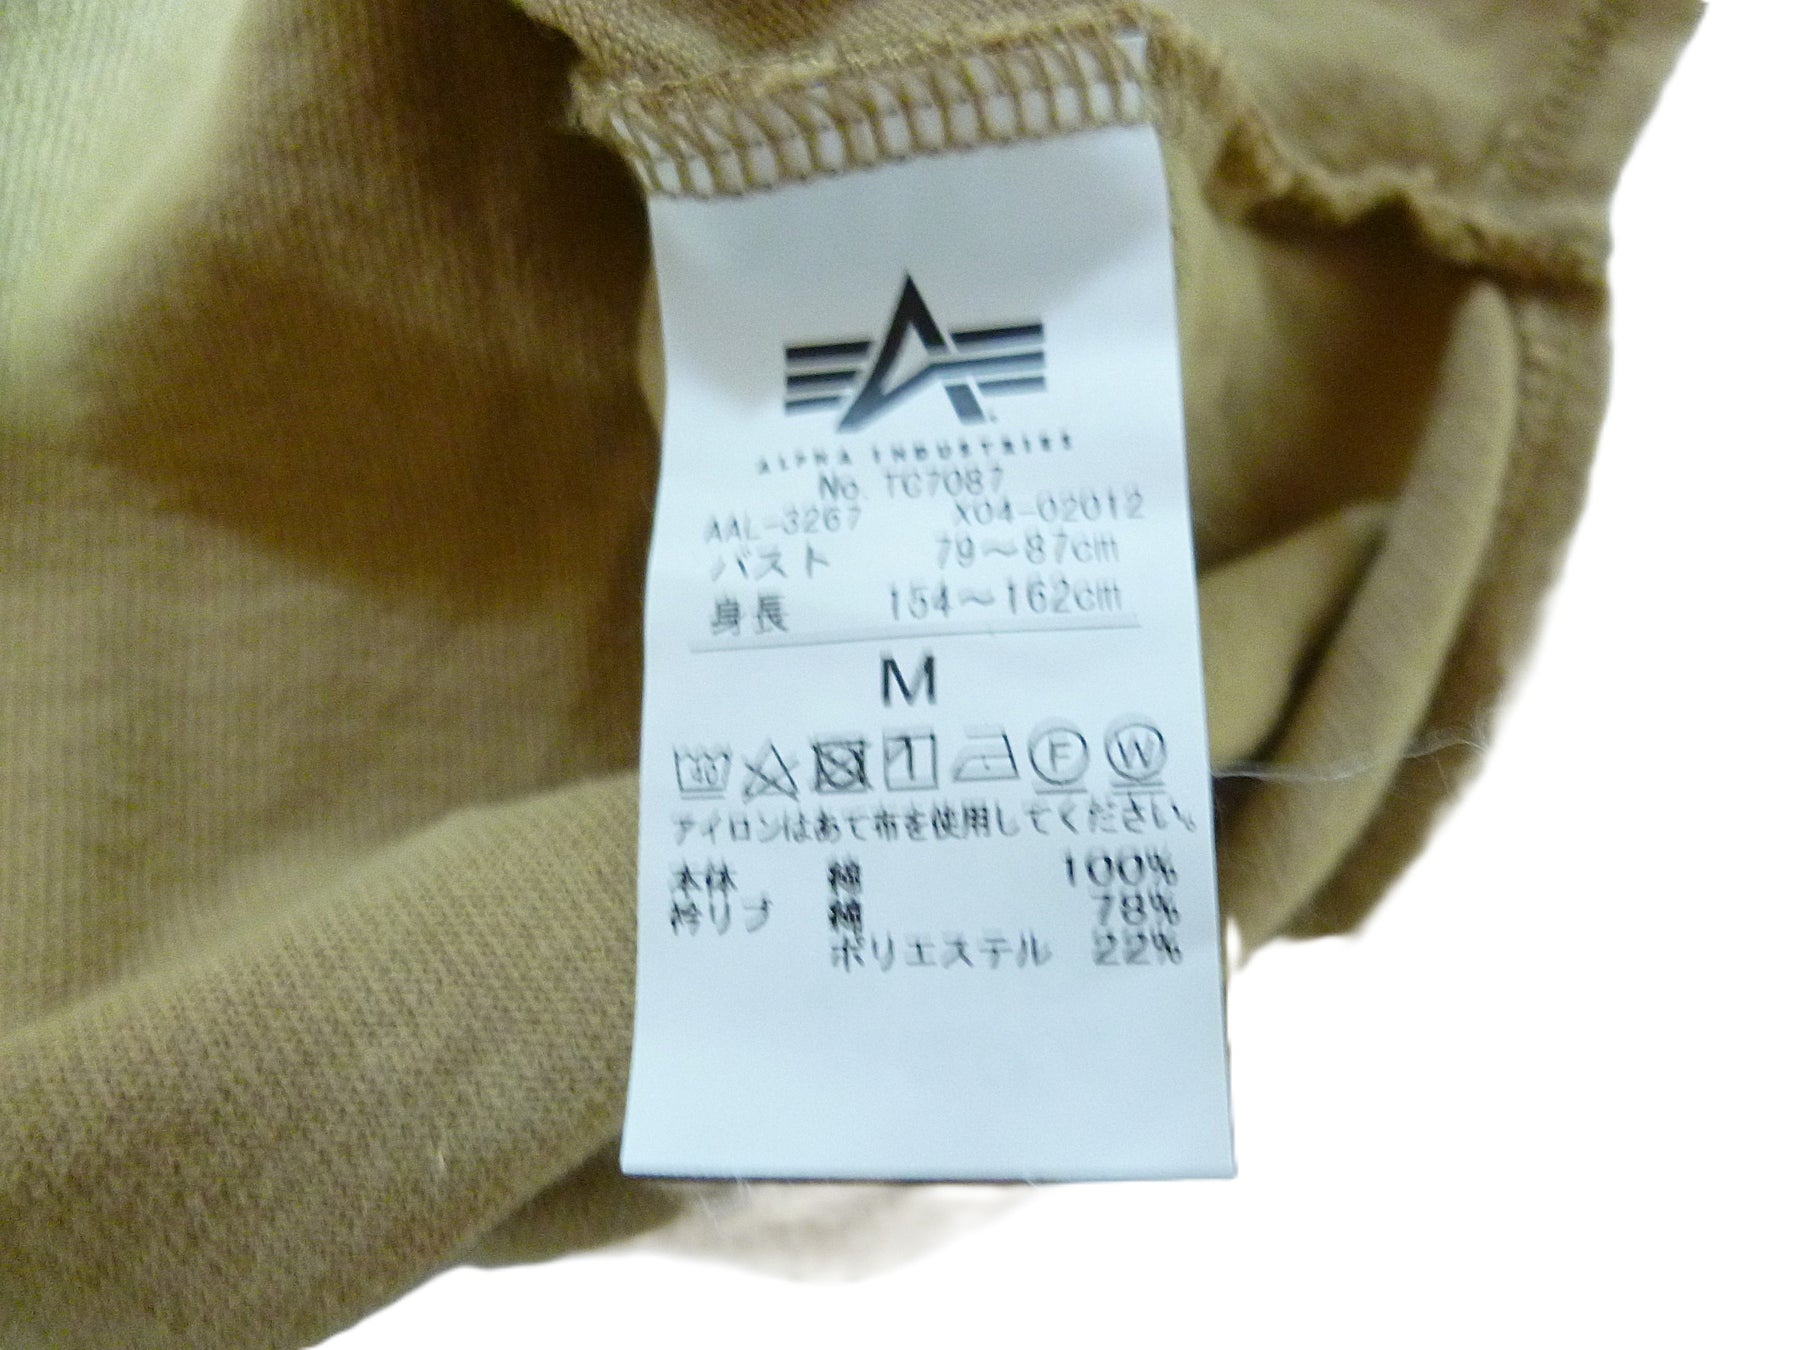 ALPHA INDUSTRIES
No. TC7087
AAL-3267 X04-02012
バスト 79～87cm
身長 154～162cm
M
F W
アイロンはあて布を使用してください。
本体 綿 100%
衿リブ 綿 78%
ポリエステル 22%